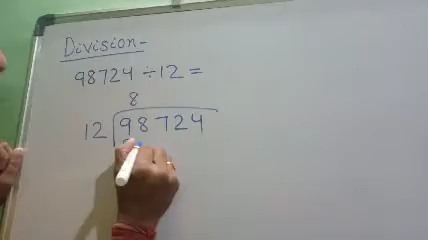 Division-
98724 ÷ 12 =
8
12 98724